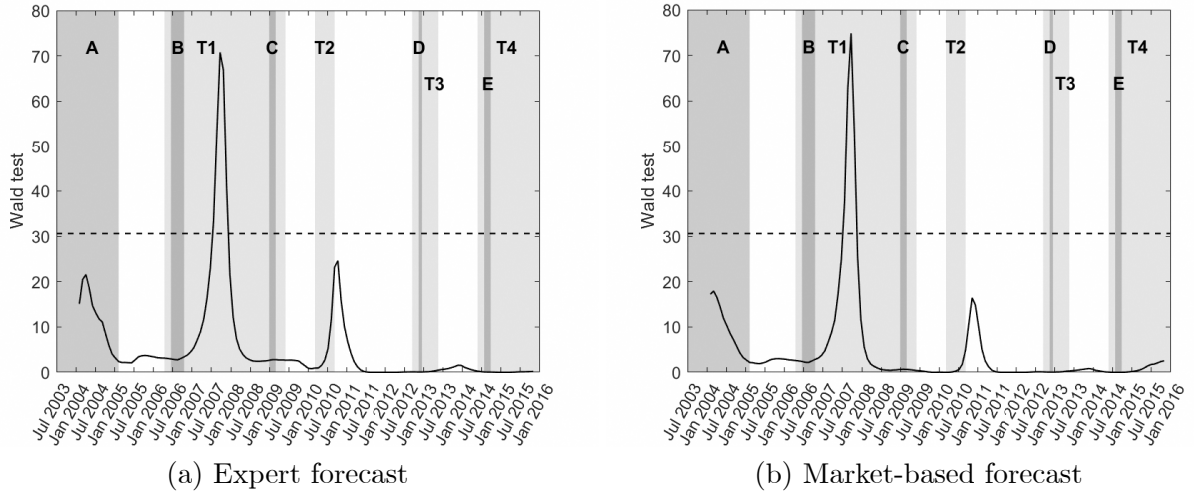 80
70
60
50
40
30
20
10
0
Wald test
A
B
T1
C
T2
D
T4
T3
E
Jul 2003
Jan 2004
Jul 2004
Jan 2005
Jul 2005
Jan 2006
Jul 2006
Jan 2007
Jul 2007
Jan 2008
Jul 2008
Jan 2009
Jul 2009
Jan 2010
Jul 2010
Jan 2011
Jul 2011
Jan 2012
Jul 2012
Jan 2013
Jul 2013
Jan 2014
Jul 2014
Jan 2015
Jul 2015
Jan 2016
(a) Expert forecast
80
70
60
50
40
30
20
10
0
Wald test
A
B
T1
C
T2
D
T4
T3
E
Jul 2003
Jan 2004
Jul 2004
Jan 2005
Jul 2005
Jan 2006
Jul 2006
Jan 2007
Jul 2007
Jan 2008
Jul 2008
Jan 2009
Jul 2009
Jan 2010
Jul 2010
Jan 2011
Jul 2011
Jan 2012
Jul 2012
Jan 2013
Jul 2013
Jan 2014
Jul 2014
Jan 2015
Jul 2015
Jan 2016
(b) Market-based forecast